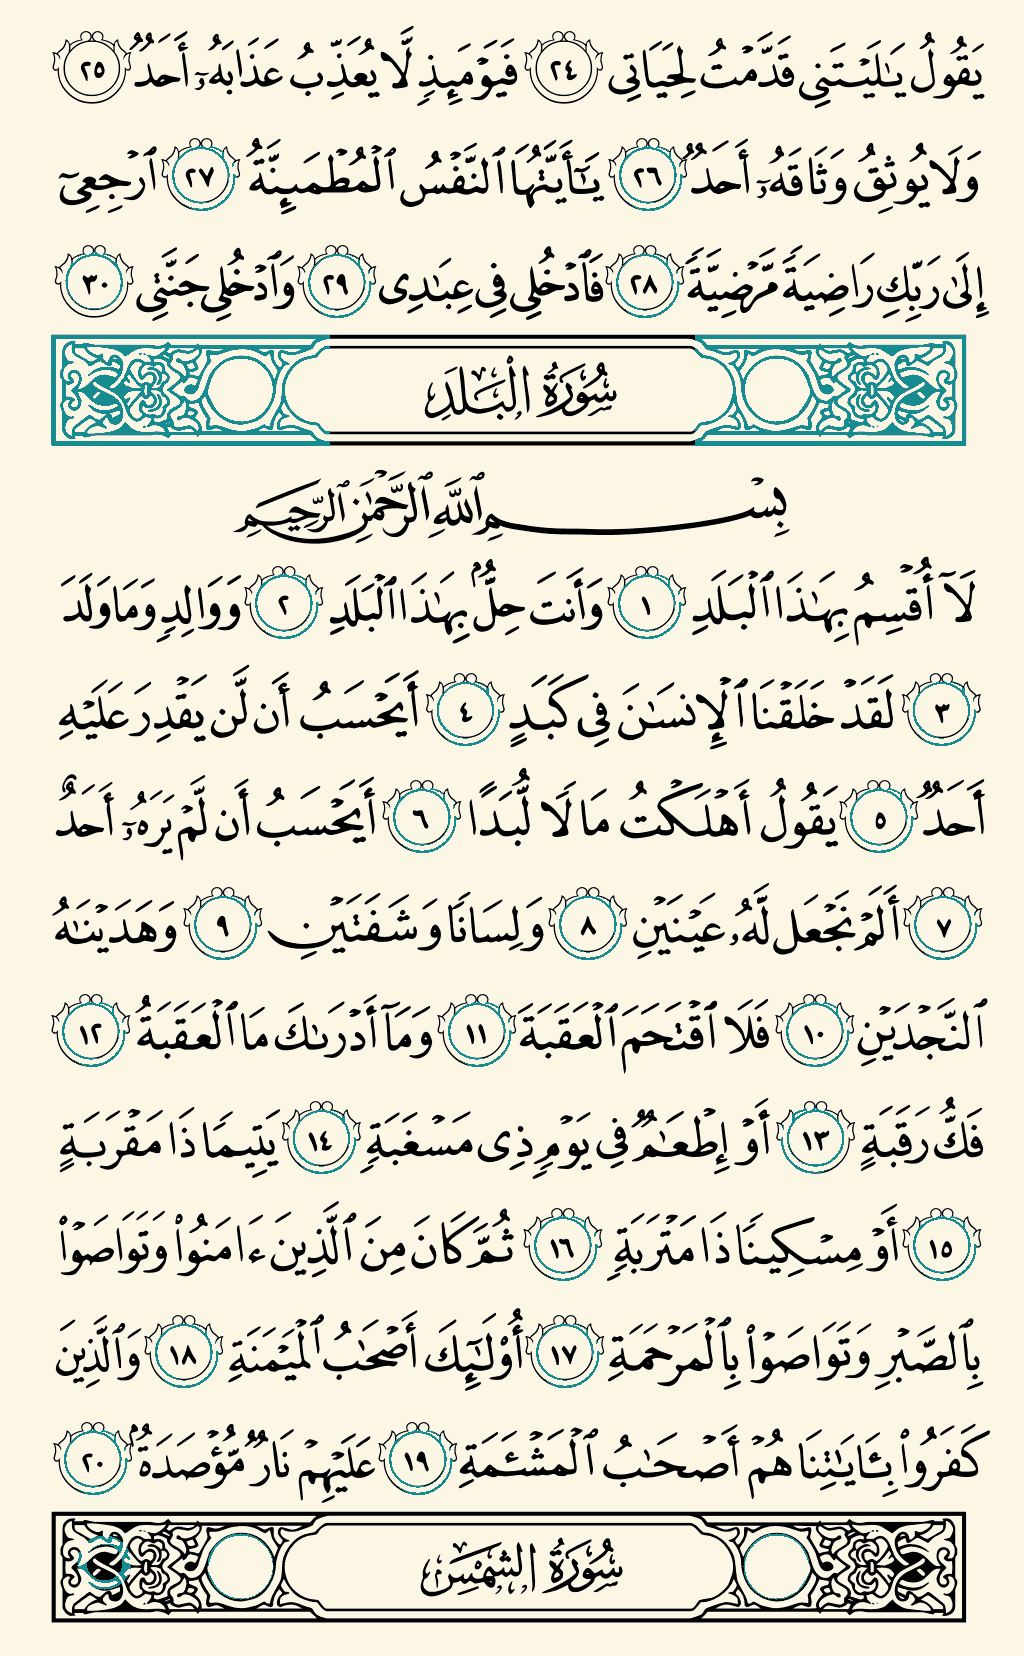 يَقُولُ يَـٰلَيْتَنِى قَدَّمْتُ لِحَيَاتِى ٢٤ فَيَوْمَئِذٍ لَّا يُعَذِّبُ عَذَابَهُۥٓ أَحَدٌ ٢٥
وَلَا يُوثِقُ وَثَاقَهُۥٓ أَحَدٌ ٢٦ يَـٰٓأَيَّتُهَا ٱلنَّفْسُ ٱلْمُطْمَئِنَّةُ ٢٧ ٱرْجِعِىٓ
إِلَىٰ رَبِّكِ رَاضِيَةً مَّرْضِيَّةً ٢٨ فَٱدْخُلِى فِى عِبَـٰدِى ٢٩ وَٱدْخُلِى جَنَّتِى ٣٠
سُورَةُ الْبَلَدِ
بِسْمِ ٱللَّهِ ٱلرَّحْمَـٰنِ ٱلرَّحِيمِ
لَآ أُقْسِمُ بِهَـٰذَا ٱلْبَلَدِ ١ وَأَنتَ حِلٌّۢ بِهَـٰذَا ٱلْبَلَدِ ٢ وَوَالِدٍ وَمَا وَلَدَ
٣ لَقَدْ خَلَقْنَا ٱلْإِنسَـٰنَ فِى كَبَدٍ ٤ أَيَحْسَبُ أَن لَّن يَقْدِرَ عَلَيْهِ
أَحَدٌ ٥ يَقُولُ أَهْلَكْتُ مَالًا لُّبَدًا ٦ أَيَحْسَبُ أَن لَّمْ يَرَهُۥٓ أَحَدٌ
٧ أَلَمْ نَجْعَل لَّهُۥ عَيْنَيْنِ ٨ وَلِسَانًا وَشَفَتَيْنِ ٩ وَهَدَيْنَـٰهُ
ٱلنَّجْدَيْنِ ١٠ فَلَا ٱقْتَحَمَ ٱلْعَقَبَةَ ١١ وَمَآ أَدْرَىٰكَ مَا ٱلْعَقَبَةُ ١٢
فَكُّ رَقَبَةٍ ١٣ أَوْ إِطْعَـٰمٌ فِى يَوْمٍ ذِى مَسْغَبَةٍ ١٤ يَتِيمًا ذَا مَقْرَبَةٍ
١٥ أَوْ مِسْكِينًا ذَا مَتْرَبَةٍ ١٦ ثُمَّ كَانَ مِنَ ٱلَّذِينَ ءَامَنُوا۟ وَتَوَاصَوْا۟
بِٱلصَّبْرِ وَتَوَاصَوْا۟ بِٱلْمَرْحَمَةِ ١٧ أُو۟لَـٰٓئِكَ أَصْحَـٰبُ ٱلْمَيْمَنَةِ ١٨ وَٱلَّذِينَ
كَفَرُوا۟ بِـَٔايَـٰتِنَا هُمْ أَصْحَـٰبُ ٱلْمَشْـَٔمَةِ ١٩ عَلَيْهِمْ نَارٌ مُّؤْصَدَةٌۢ ٢٠
سُورَةُ الشَّمْسِ